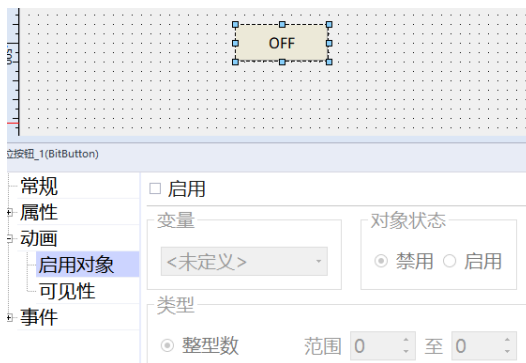 OFF
位按钮_1(BitButton)
常规
属性
动画
启用对象
可见性
事件
启用
变量
<未定义>
对象状态
禁用 启用
类型
整型数 范围 0 至 0